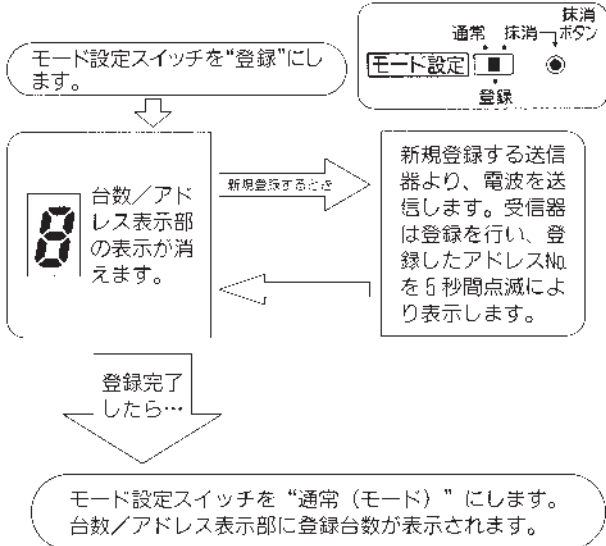 モード設定スイッチを“登録”にし
ます。
抹消
通常 抹消 ボタン
モード設定
登録
台数／アド
レス表示部
の表示が消
えます。
新規登録するとき
新規登録する送信
器より、電波を送
信します。受信器
は登録を行い、登
録したアドレス№
を5秒間点滅によ
り表示します。
登録完了
したら…
モード設定スイッチを“通常（モード）”にします。
台数／アドレス表示部に登録台数が表示されます。